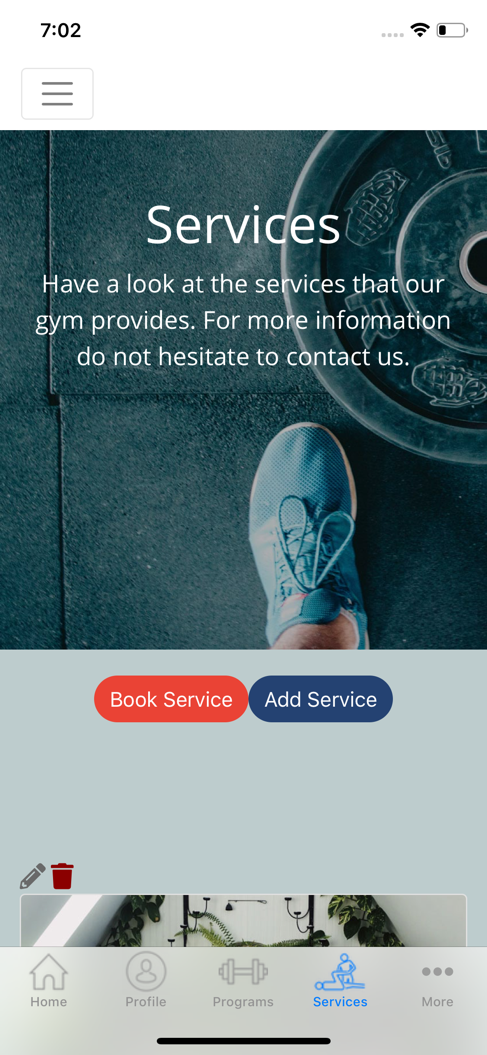 7:02
Services
Have a look at the services that our
gym provides. For more information
do not hesitate to contact us.
Book Service
Add Service
Home
Profile
Programs
Services
More